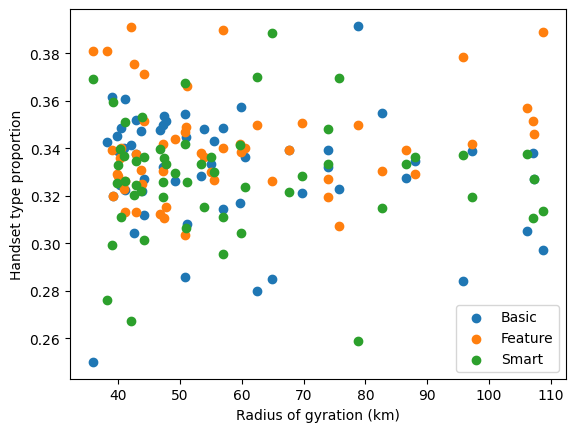 0.38
0.36
0.34
0.32
0.30
0.28
0.26
Handset type proportion
Basic
Feature
Smart
40 50 60 70 80 90 100 110
Radius of gyration (km)